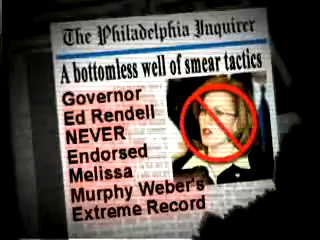 The Philadelphia Inquirer
A bottomless well of smear tactics
Governor
Ed Rendell
NEVER
Endorsed
Melissa
Murphy Weber's
Extreme Record